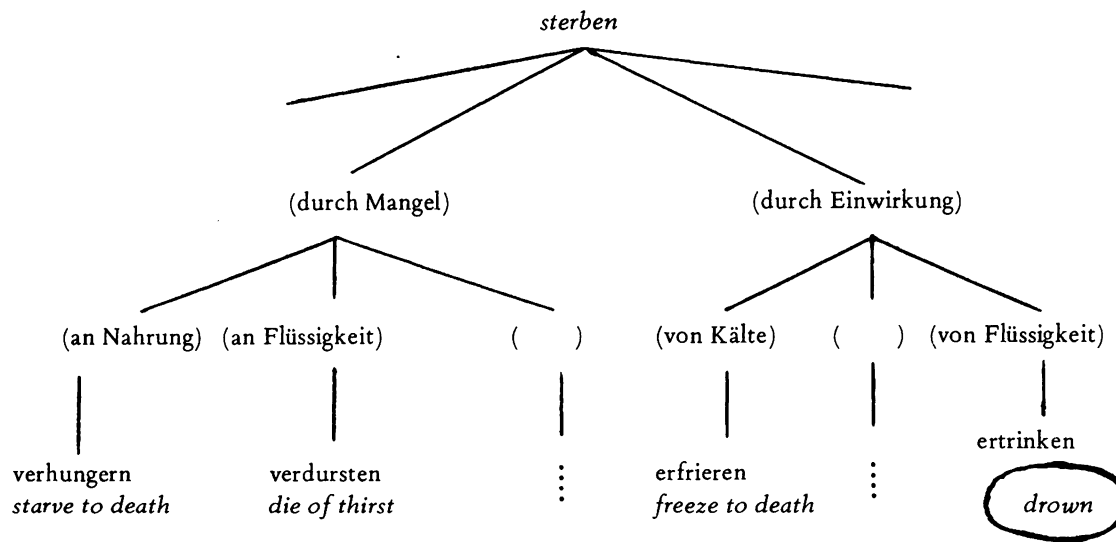 sterben
(durch Mangel) (durch Einwirkung)
(an Nahrung) (an Flüssigkeit) ( ) (von Kälte) ( ) (von Flüssigkeit)
ertrinken
verhungern verdursten erfrieren
starve to death die of thirst freeze to death drown